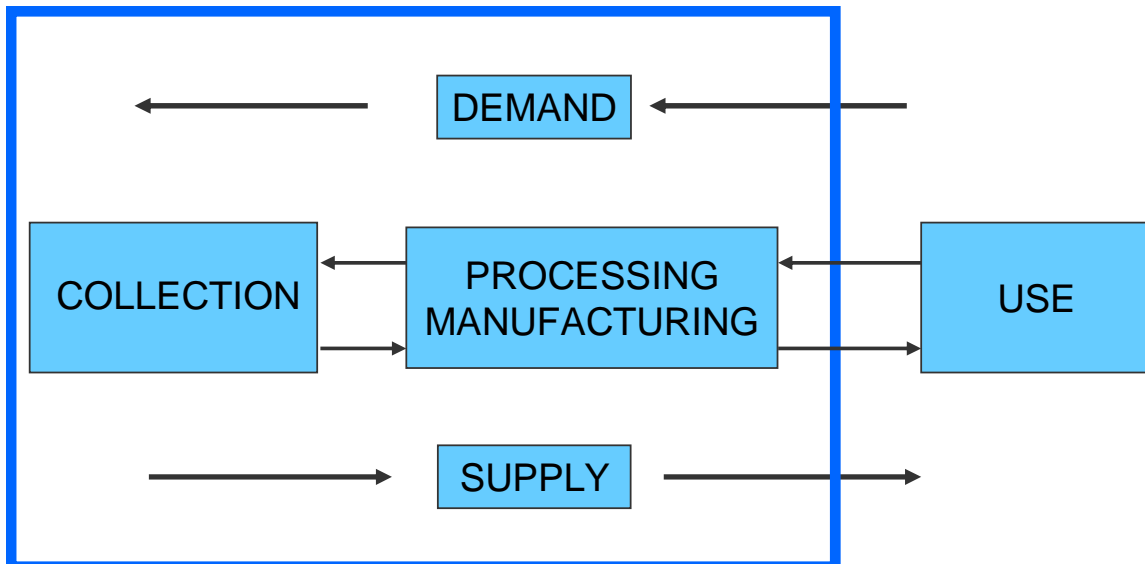 DEMAND
COLLECTION
PROCESSING
MANUFACTURING
USE
SUPPLY